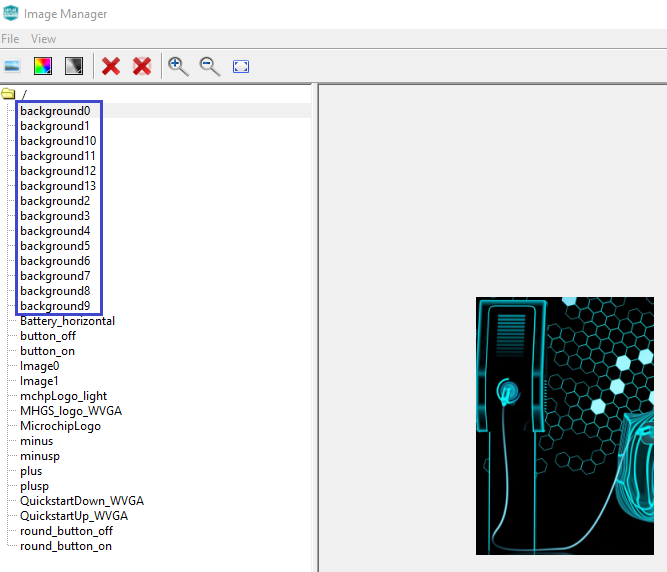 Image Manager
File View
/
background0
background1
background10
background11
background12
background13
background2
background3
background4
background5
background6
background7
background8
background9
Battery_horizontal
button_off
button_on
Image0
Image1
mchpLogo_light
MHGS_logo_WVGA
MicrochipLogo
minus
minusp
plus
plusp
QuickstartDown_WVGA
QuickstartUp_WVGA
round_button_off
round_button_on